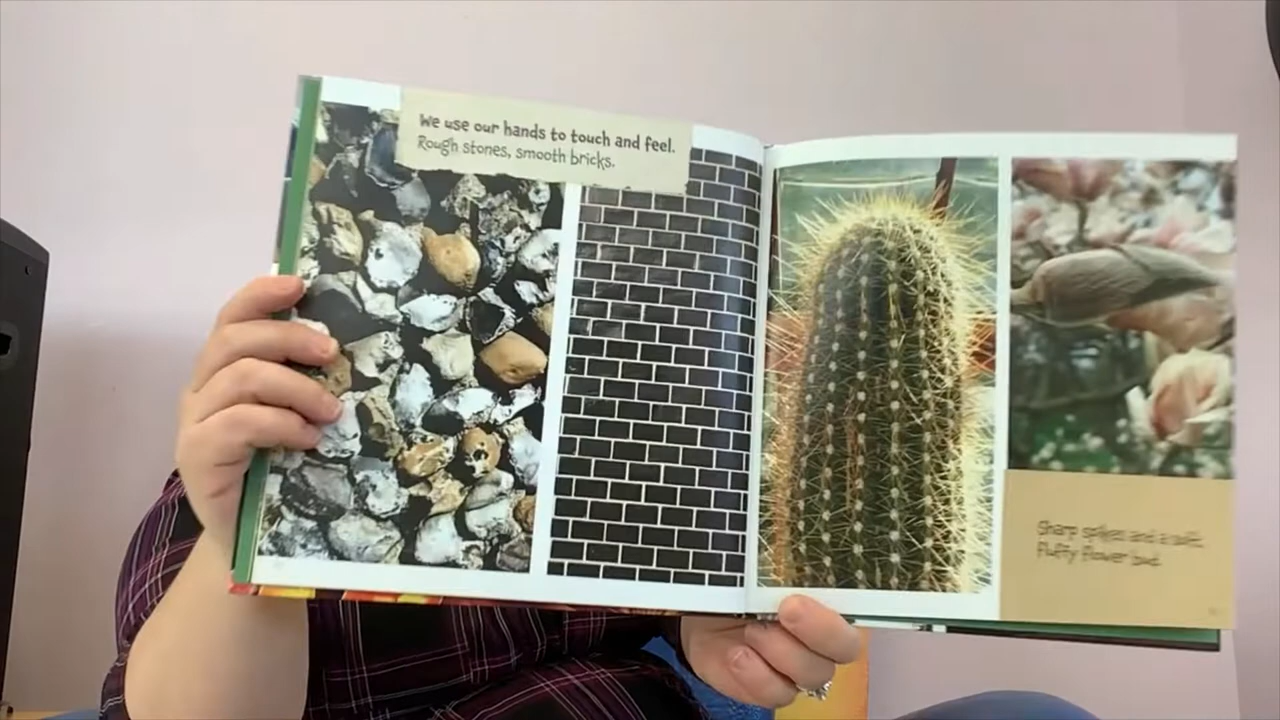 We use our hands to touch and feel.
Rough stones, smooth bricks.
Sharp spikes and a soft,
fluffy flower bud.